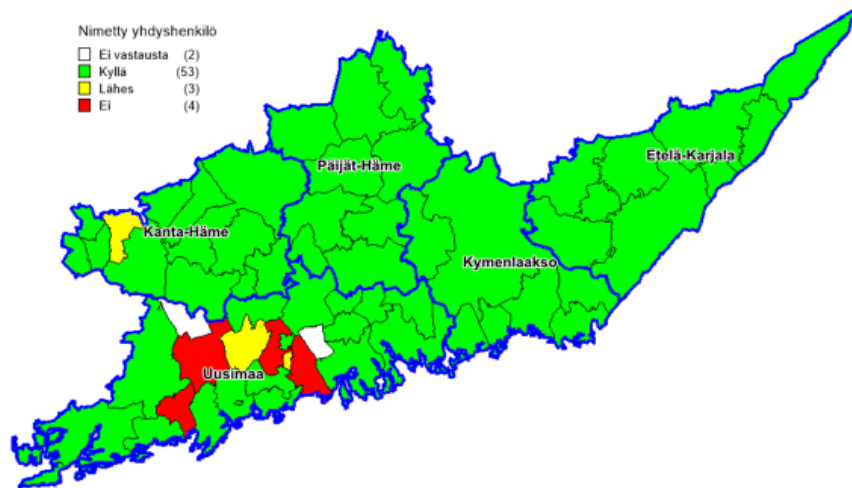 Nimetty yhdyshenkilö
Ei vastausta (2)
Kyllä (53)
Lähes (3)
Ei (4)
Päijät-Häme
Etelä-Karjala
Kanta-Häme
Kymenlaakso
Uusimaa